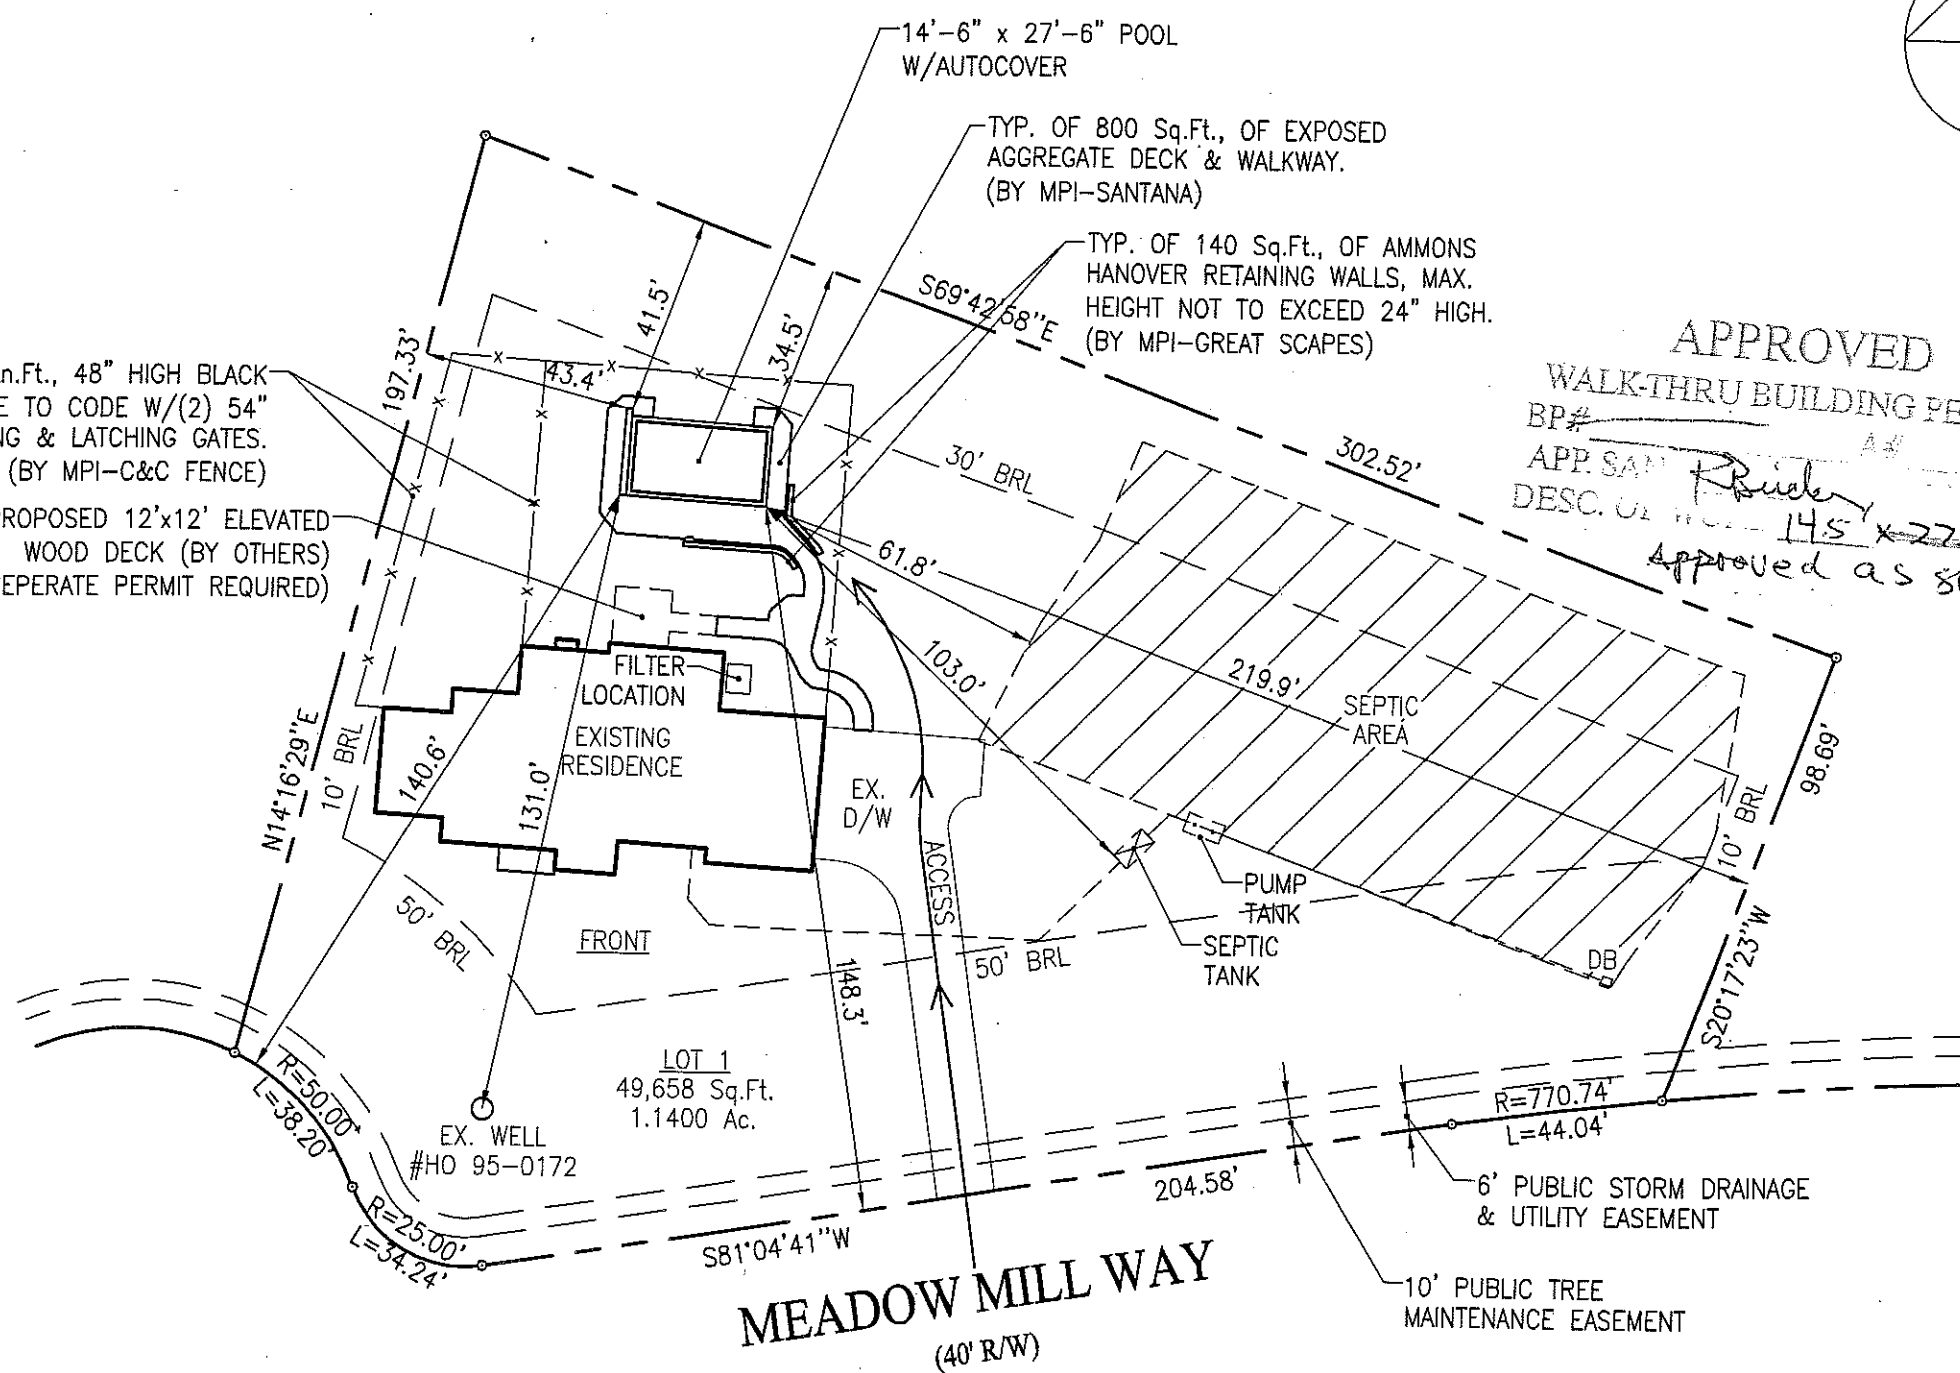 14'-6" x 27'-6" POOL
W/AUTOCOVER
TYP. OF 800 Sq.Ft., OF EXPOSED
AGGREGATE DECK & WALKWAY.
(BY MPI-SANTANA)
TYP. OF 140 Sq.Ft., OF AMMONS
HANOVER RETAINING WALLS, MAX.
HEIGHT NOT TO EXCEED 24" HIGH.
(BY MPI-GREAT SCAPES)
S69°42'58"E
302.52'
APPROVED
WALK-THRU BUILDING PE
BP#
A#
APP. SAN
DESC. OF WORK
14.5 x 27
Approved as
n.Ft., 48" HIGH BLACK
E TO CODE W/(2) 54"
NG & LATCHING GATES.
(BY MPI-C&C FENCE)
PROPOSED 12'x12' ELEVATED
WOOD DECK (BY OTHERS)
EPERATE PERMIT REQUIRED)
197.33'
41.5'
34.5'
43.4'
30' BRL
61.8'
103.0'
219.9'
SEPTIC
AREA
98.69'
10' BRL
S20°17'23"W
FILTER
LOCATION
EXISTING
RESIDENCE
N14°16'29"E
10' BRL
140.6'
131.0'
EX.
D/W
ACCESS
PUMP
TANK
SEPTIC
TANK
DB
50' BRL
FRONT
50' BRL
148.3'
LOT 1
49,658 Sq.Ft.
1.1400 Ac.
R=50.00'
L=38.20'
EX. WELL
#HO 95-0172
R=25.00'
L=34.24'
S81°04'41"W
204.58'
R=770.74'
L=44.04'
6' PUBLIC STORM DRAINAGE
& UTILITY EASEMENT
10' PUBLIC TREE
MAINTENANCE EASEMENT
MEADOW MILL WAY
(40' R/W)